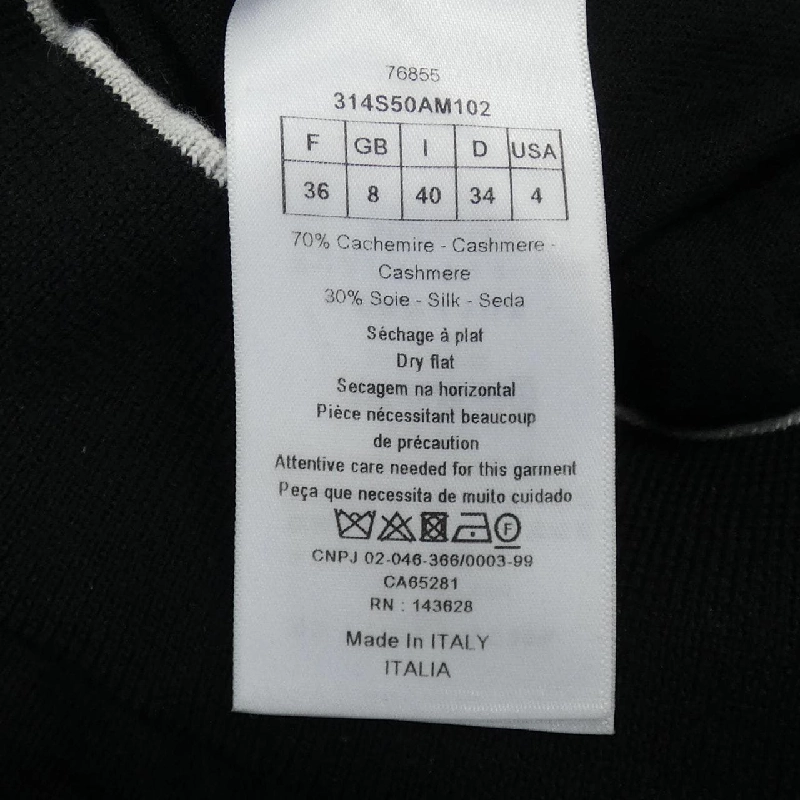 76855
314S50AM102
F GB I D USA
36 8 40 34 4
70% Cachemire - Cashmere -
Cashmere
30% Soie - Silk - Seda
Séchage à plat
Dry flat
Secagem na horizontal
Pièce nécessitant beaucoup
de précaution
Attentive care needed for this garment
Peça que necessita de muito cuidado
F
CNPJ 02-046-366/0003-99
CA65281
RN : 143628
Made In ITALY
ITALIA